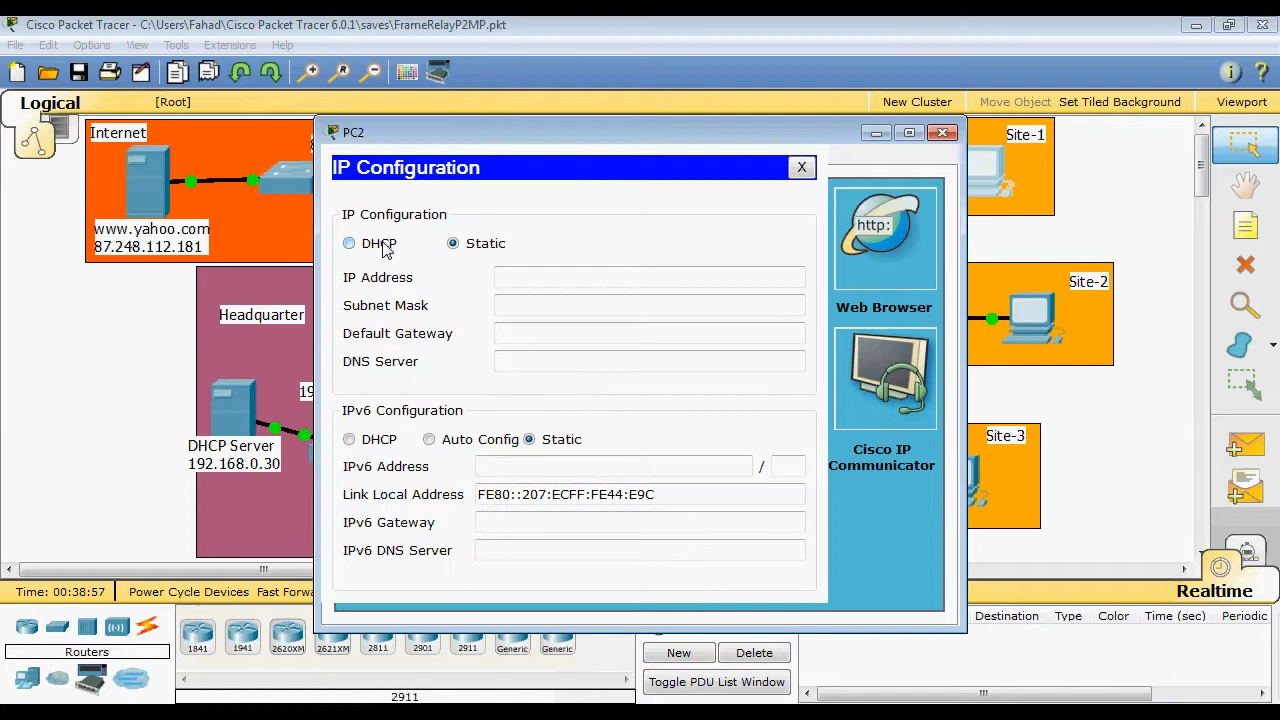 Cisco Packet Tracer - C:\Users\Fahad\Cisco Packet Tracer 6.0.1\saves\FrameRelayP2MP.pkt
File Edit Options View Tools Extensions Help
Logical [Root] New Cluster Move Object Set Tiled Background Viewport
Internet
www.yahoo.com
87.248.112.181
Headquarter
19
DHCP Server
192.168.0.30
PC2
IP Configuration X
IP Configuration
DHCP Static
IP Address
Subnet Mask
Default Gateway
DNS Server
IPv6 Configuration
DHCP Auto Config Static
IPv6 Address /
Link Local Address FE80::207:ECFF:FE44:E9C
IPv6 Gateway
IPv6 DNS Server
http:
Web Browser
Cisco IP
Communicator
Site-1
Site-2
Site-3
Time: 00:38:57 Power Cycle Devices Fast Forwa
Realtime
Routers
1841 1941 2620XM 2621XM 2811 2901 2911 Generic Generic
2911
New Delete
Toggle PDU List Window
Destination Type Color Time (sec) Periodic